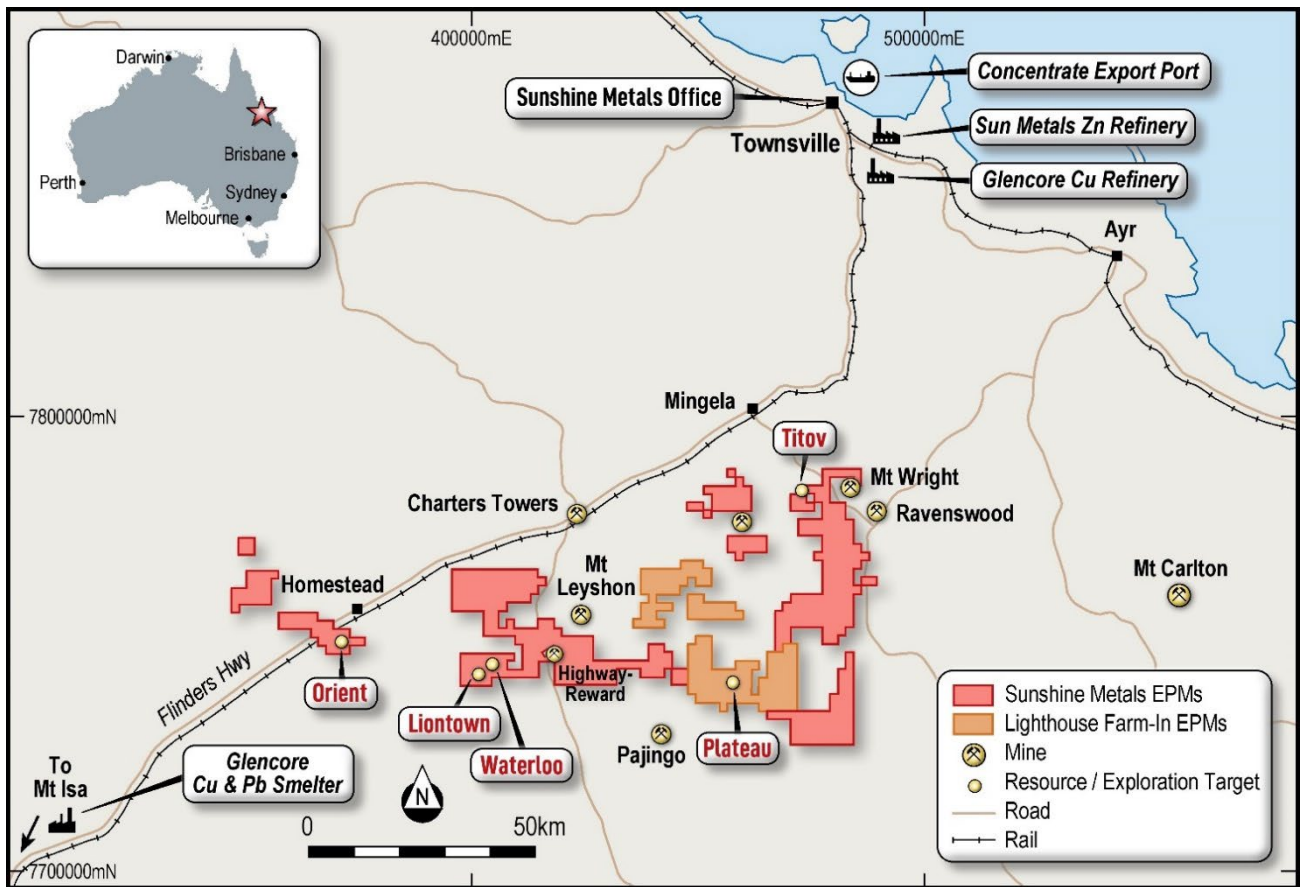 400000mE
500000mE
Darwin
Brisbane
Perth
Sydney
Melbourne
Sunshine Metals Office
Concentrate Export Port
Townsville
Sun Metals Zn Refinery
Glencore Cu Refinery
Ayr
7800000mN
Mingela
Titov
Mt Wright
Charters Towers
Ravenswood
Homestead
Mt
Leyshon
Mt Carlton
Orient
Highway-
Reward
Flinders Hwy
Liontown
Waterloo
Pajingo
Plateau
To
Mt Isa
Glencore
Cu & Pb Smelter
N
0
50km
7700000mN
Sunshine Metals EPMs
Lighthouse Farm-In EPMs
Mine
Resource / Exploration Target
Road
Rail